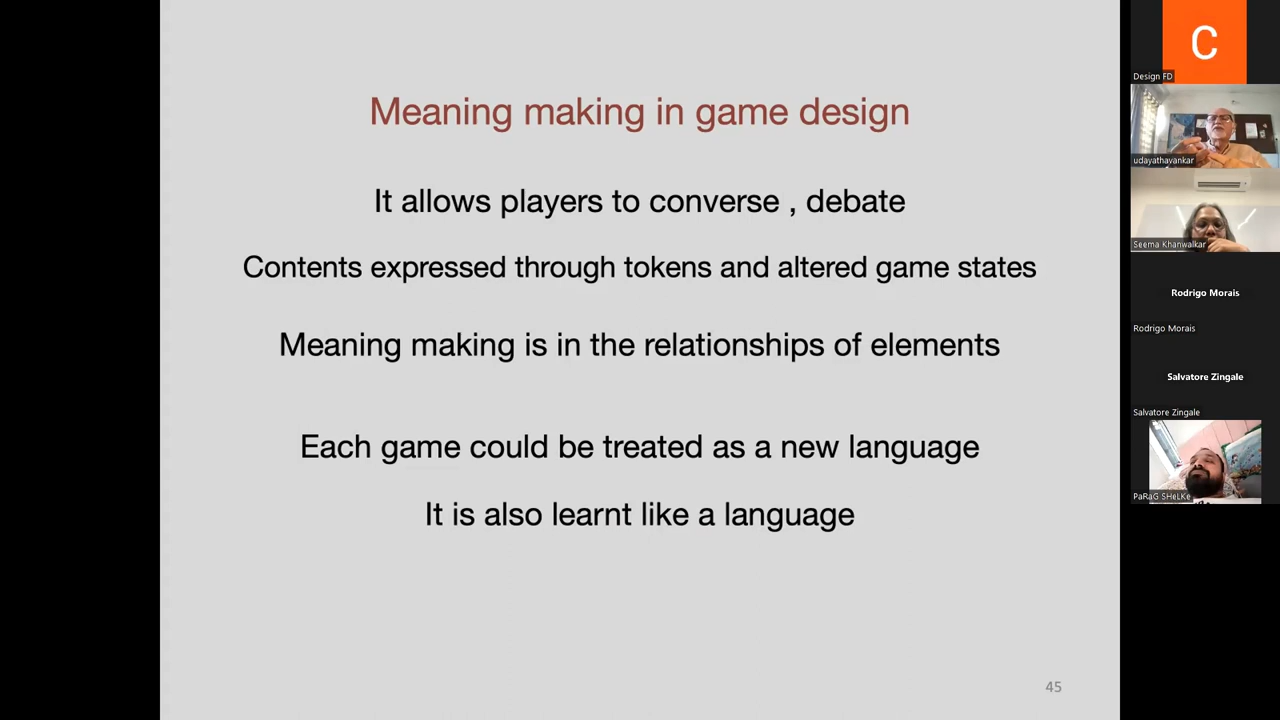 Meaning making in game design
It allows players to converse , debate
Contents expressed through tokens and altered game states
Meaning making is in the relationships of elements
Each game could be treated as a new language
It is also learnt like a language
45
C
Design FD
udayathavankar
Seema Khanwalkar
Rodrigo Morais
Rodrigo Morais
Salvatore Zingale
Salvatore Zingale
PaRaG SHeLKe